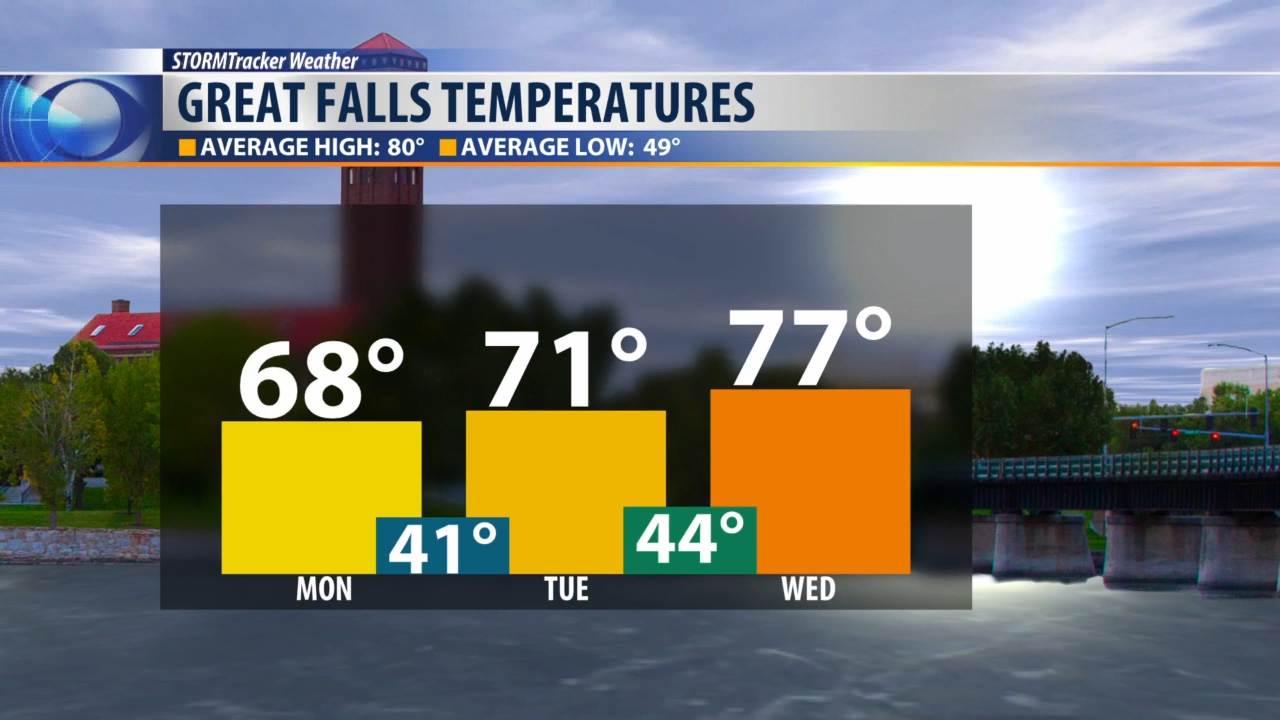 STORMTracker Weather
GREAT FALLS TEMPERATURES
AVERAGE HIGH: 80° AVERAGE LOW: 49°
68° 71° 77°
41° 44°
MON TUE WED